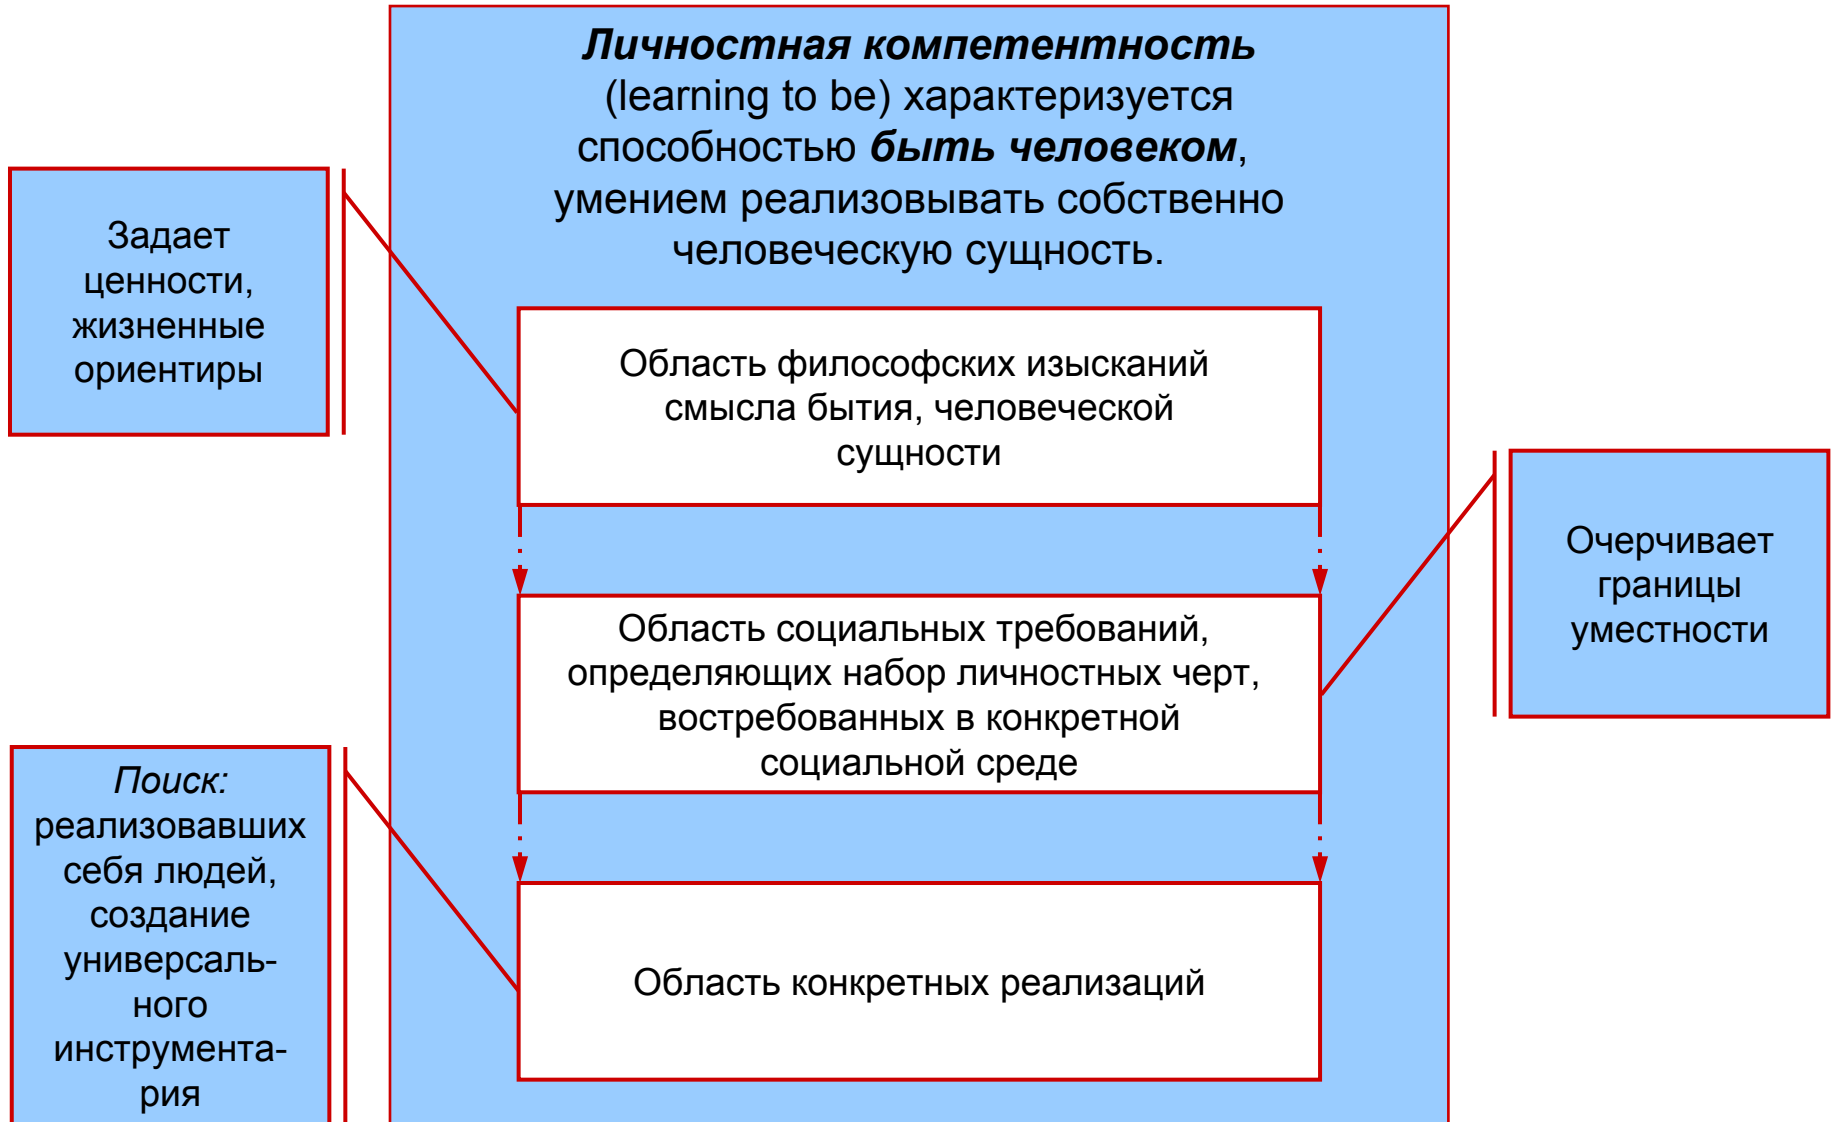 Личностная компетентность
(learning to be) характеризуется
способностью быть человеком,
умением реализовывать собственно
человеческую сущность.
Задает
ценности,
жизненные
ориентиры
Область философских изысканий
смысла бытия, человеческой
сущности
Очерчивает
границы
уместности
Область социальных требований,
определяющих набор личностных черт,
востребованных в конкретной
социальной среде
Поиск:
реализовавших
себя людей,
создание
универсаль-
ного
инструмента-
рия
Область конкретных реализаций